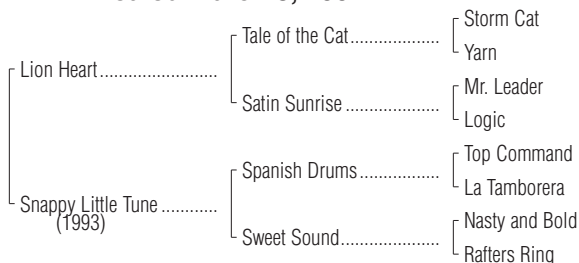 Storm Cat
Tale of the Cat....................
Yarn
Lion Heart..........................
Mr. Leader
Satin Sunrise.....................
Logic
Top Command
Spanish Drums.................
La Tamborera
Snappy Little Tune............
(1993)
Nasty and Bold
Sweet Sound.....................
Rafters Ring